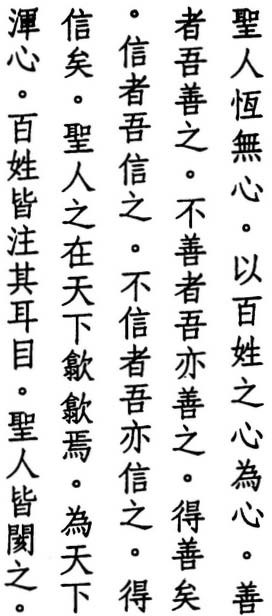 聖人恆無心。以百姓之心為心。善
者吾善之。不善者吾亦善之。得善矣
。信者吾信之。不信者吾亦信之。得
信矣。聖人之在天下歙歙焉。為天下
渾心。百姓皆注其耳目。聖人皆閡之。